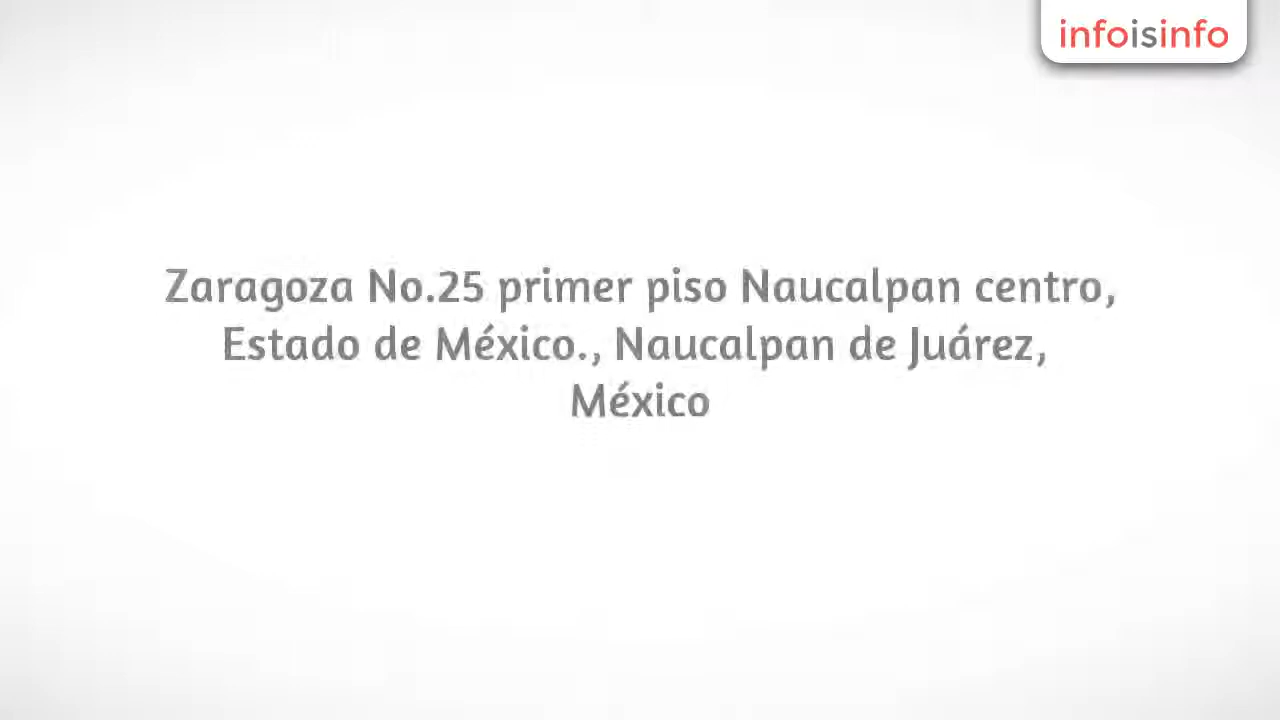 infoisinfo
Zaragoza No.25 primer piso Naucalpan centro,
Estado de México., Naucalpan de Juárez,
México